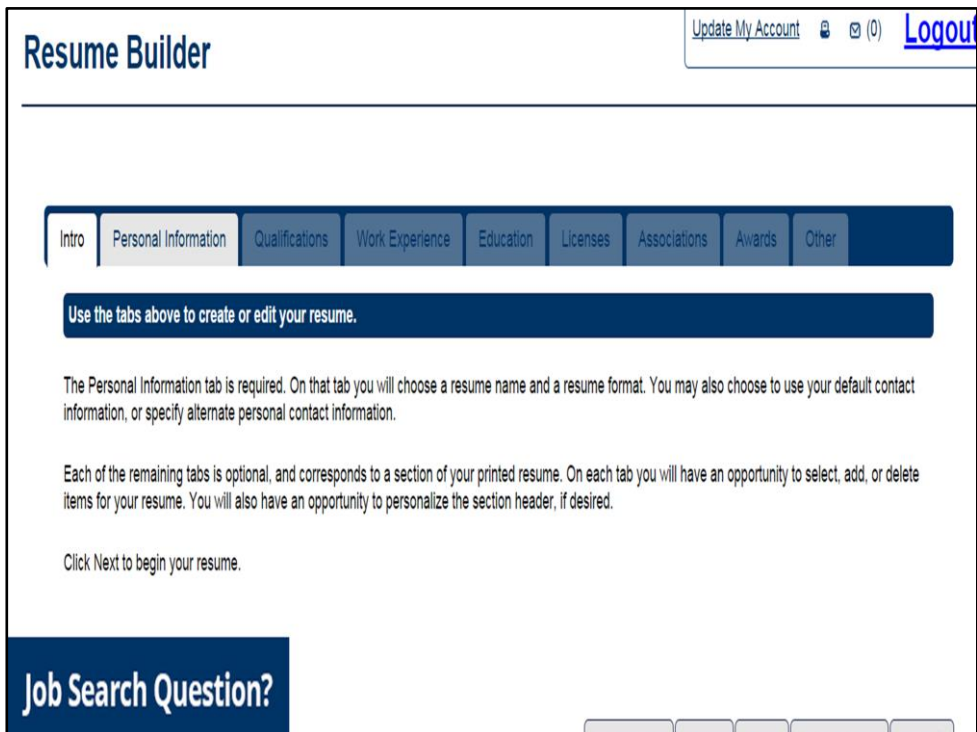 Resume Builder
Update My Account (0) Logout
Intro Personal Information Qualifications Work Experience Education Licenses Associations Awards Other
Use the tabs above to create or edit your resume.
The Personal Information tab is required. On that tab you will choose a resume name and a resume format. You may also choose to use your default contact
information, or specify alternate personal contact information.
Each of the remaining tabs is optional, and corresponds to a section of your printed resume. On each tab you will have an opportunity to select, add, or delete
items for your resume. You will also have an opportunity to personalize the section header, if desired.
Click Next to begin your resume.
Job Search Question?